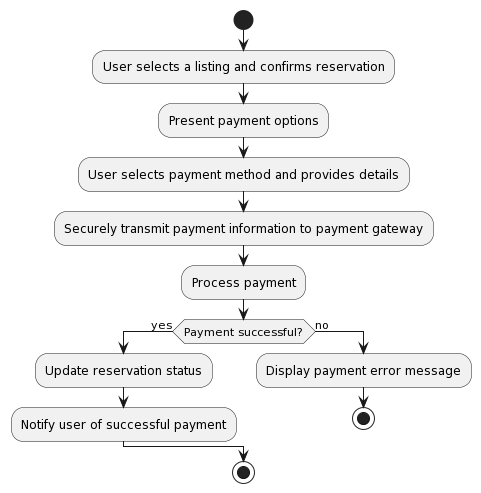 User selects a listing and confirms reservation
Present payment options
User selects payment method and provides details
Securely transmit payment information to payment gateway
Process payment
Payment successful?
yes
no
Update reservation status
Display payment error message
Notify user of successful payment